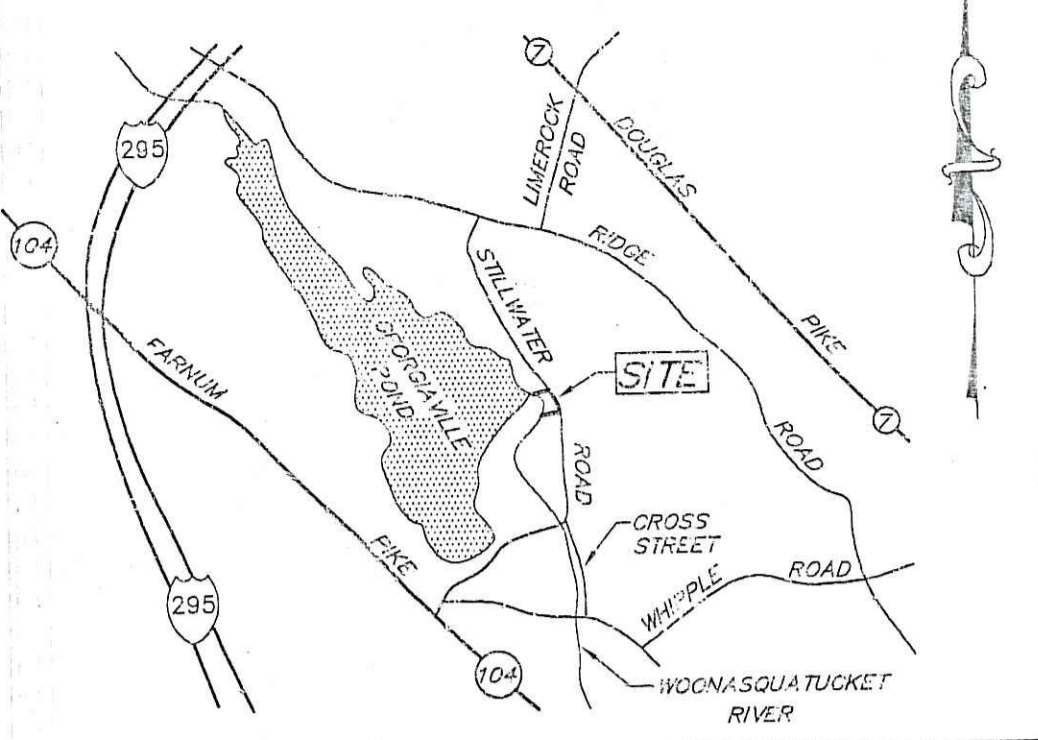 7
295
LIMEROCK
ROAD
DOUGLAS
PIKE
104
RIDGE
ROAD
STILLWATER
ROAD
GEORGIAVILLE
POND
SITE
FARNUM
PIKE
7
CROSS
STREET
WHIPPLE
ROAD
295
104
WOONASQUATUCKET
RIVER